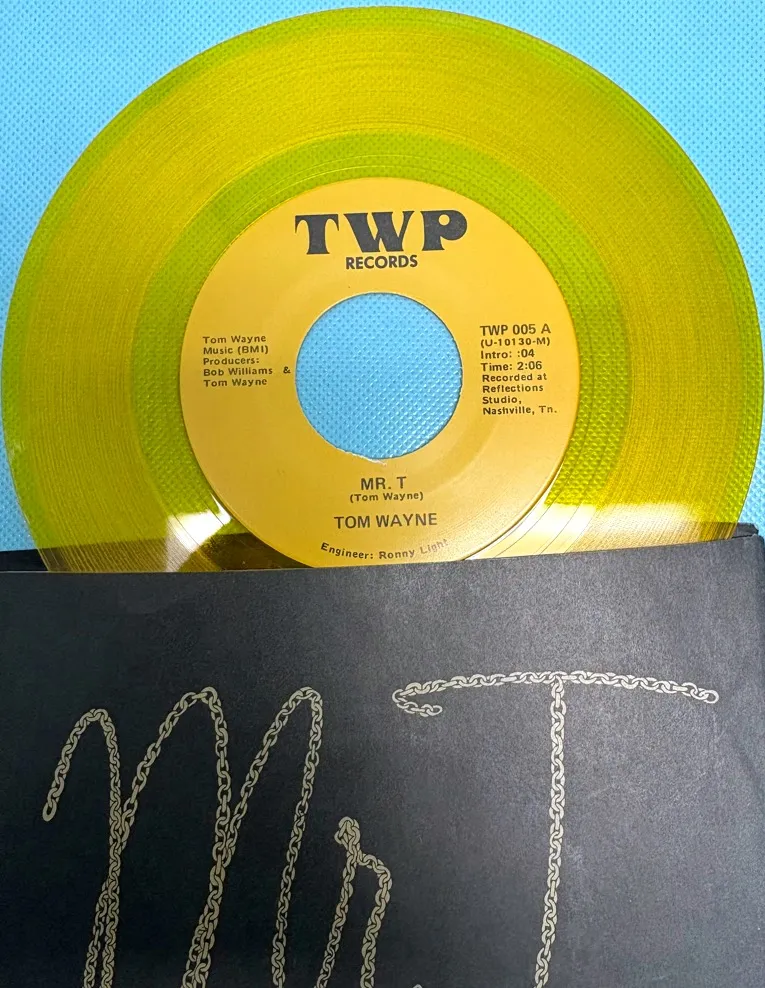 TWP
RECORDS
Tom Wayne
Music (BMI)
Producers:
Bob Williams &
Tom Wayne
TWP 005 A
(U-10130-M)
Intro: :04
Time: 2:06
Recorded at
Reflections
Studio,
Nashville, Tn.
MR. T
(Tom Wayne)
TOM WAYNE
Engineer: Ronny Light
Mr. T